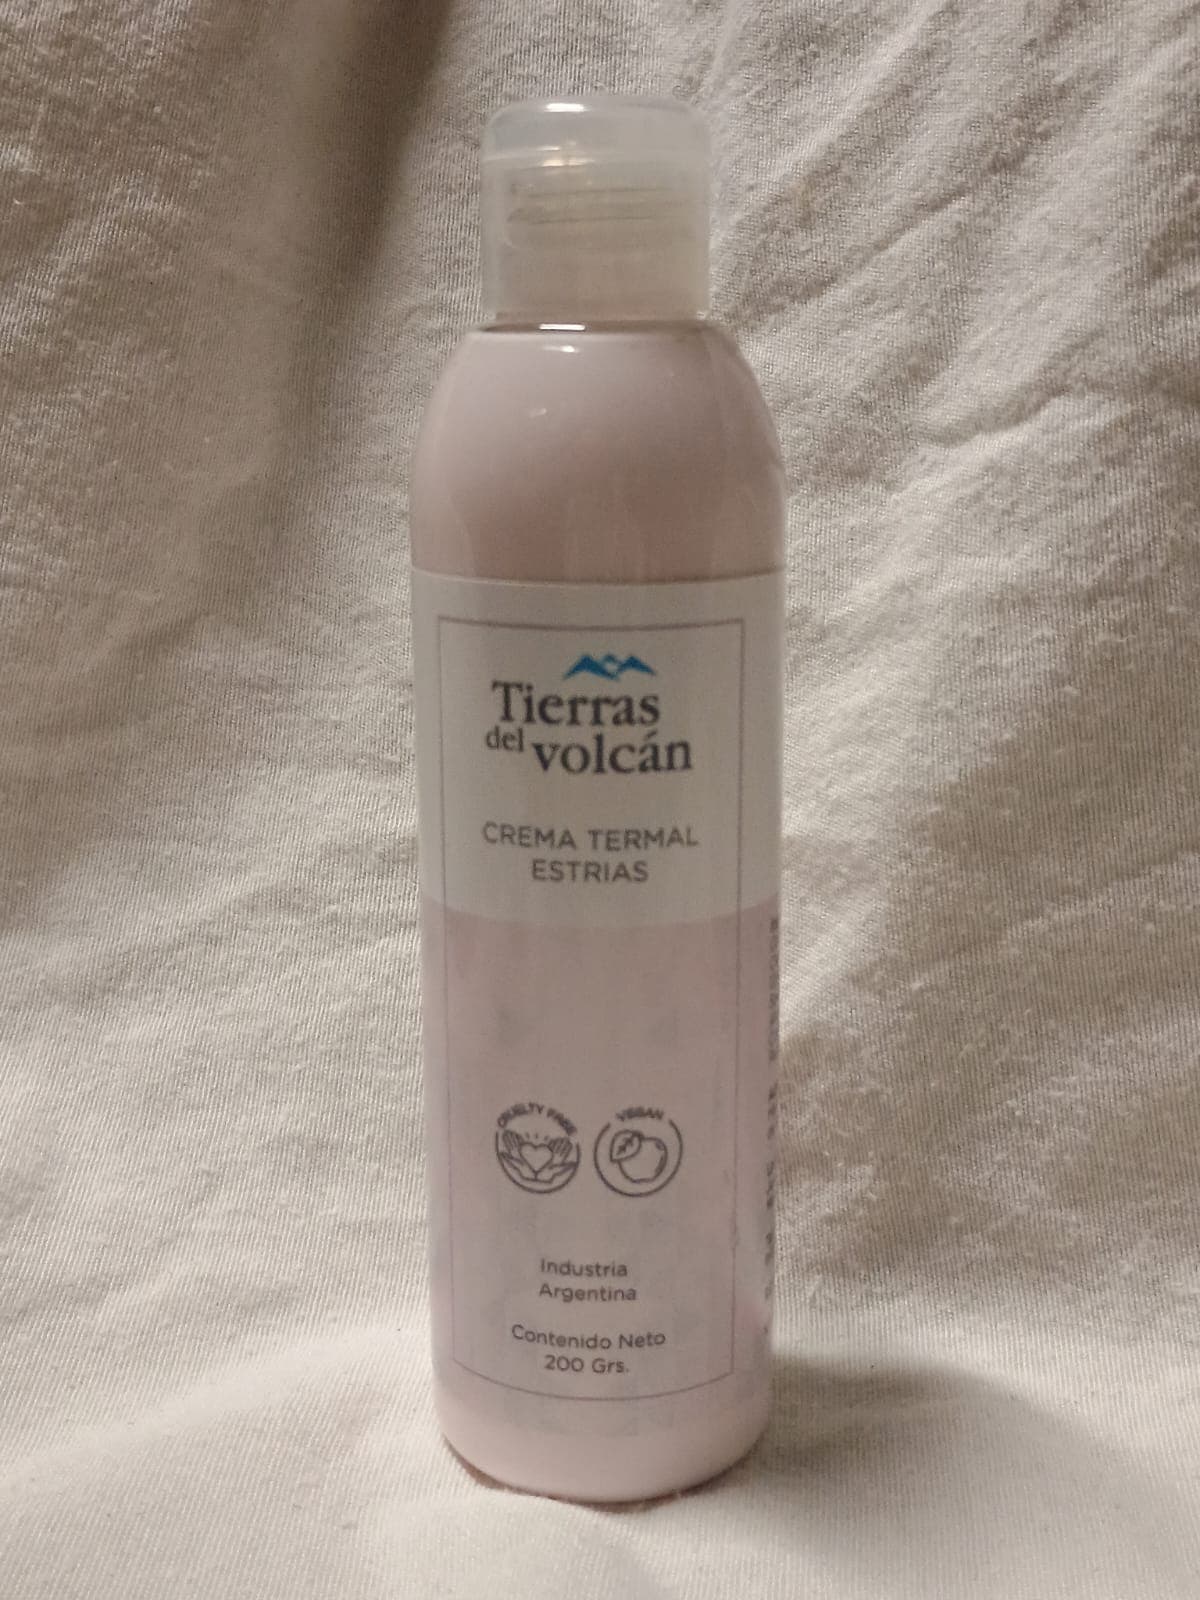 Tierras
del volcán
CREMA TERMAL
ESTRIAS
CRUELTY FREE
VEGAN
Industria
Argentina
Contenido Neto
200 Grs.